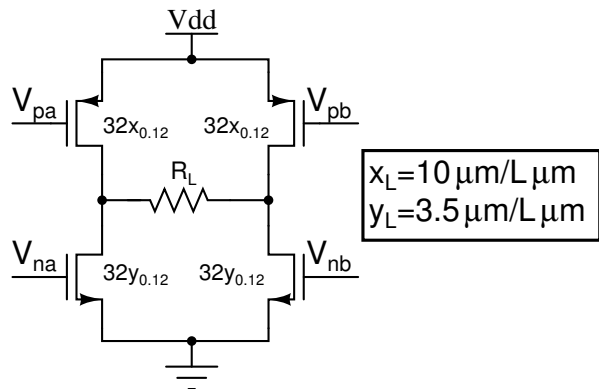 Vdd
V_pa
32x_0.12
32x_0.12
V_pb
R_L
x_L=10 μm/L μm
y_L=3.5 μm/L μm
V_na
32y_0.12
32y_0.12
V_nb